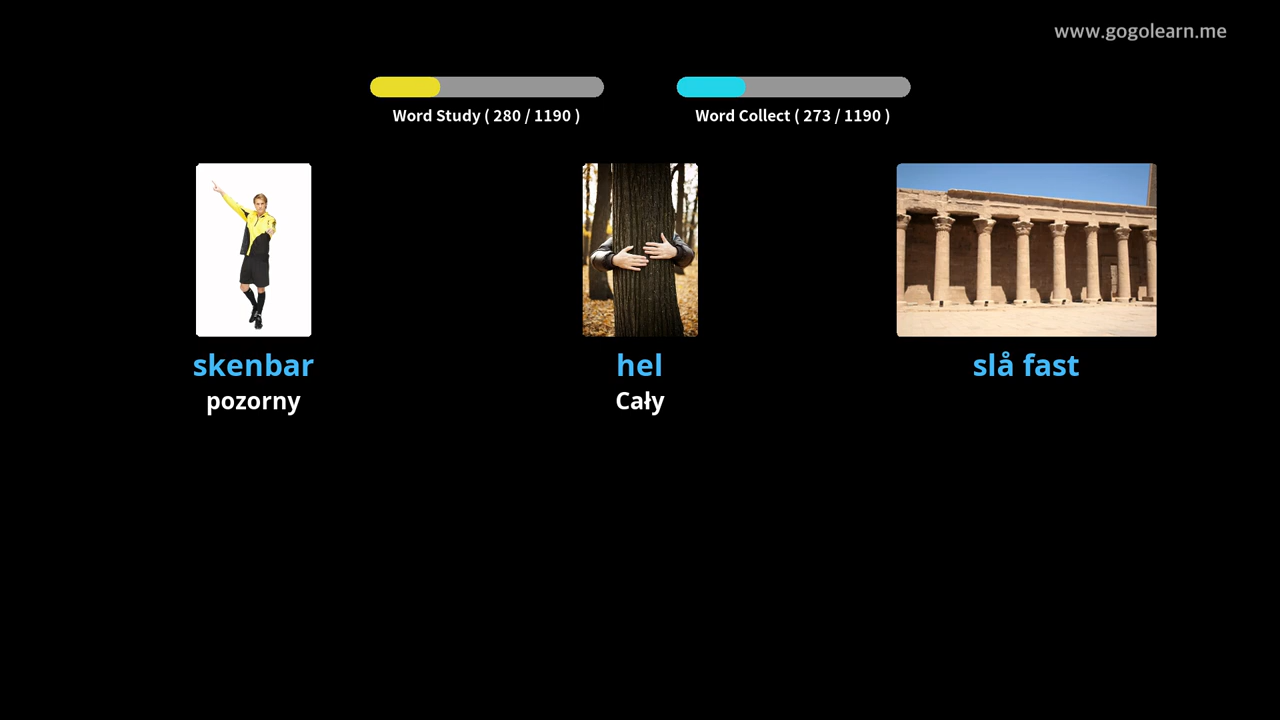 www.gogolearn.me
Word Study ( 280 / 1190 )
Word Collect ( 273 / 1190 )
skenbar
pozorny
hel
Cały
slå fast